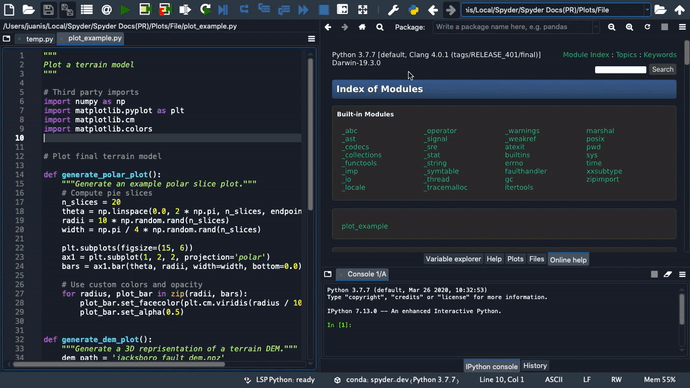 juanis/Local/Spyder/Spyder Docs(PR)/Plots/File/plot_example.py
temp.py
plot_example.py
1 """
2 Plot a terrain model
3 """
4
5 # Third party imports
6 import numpy as np
7 import matplotlib.pyplot as plt
8 import matplotlib.cm
9 import matplotlib.colors
10
11
12 # Plot final terrain model
13
14 def generate_polar_plot():
15 """Generate an example polar slice plot."""
16 # Compute pie slices
17 n_slices = 20
18 theta = np.linspace(0.0, 2 * np.pi, n_slices, endpoin
19 radii = 10 * np.random.rand(n_slices)
20 width = np.pi / 4 * np.random.rand(n_slices)
21
22 plt.subplots(figsize=(15, 6))
23 ax1 = plt.subplot(1, 2, 2, projection='polar')
24 bars = ax1.bar(theta, radii, width=width, bottom=0.0)
25
26 # Use custom colors and opacity
27 for radius, plot_bar in zip(radii, bars):
28 plot_bar.set_facecolor(plt.cm.viridis(radius / 10
29 plot_bar.set_alpha(0.5)
30
31
32 def generate_dem_plot():
33 """Generate a 3D reprisentation of a terrain DEM."""
34 dem_path = 'jacksboro_fault_dem.npz'
is/Local/Spyder/Spyder Docs(PR)/Plots/File
Package:
Write a package name here, e.g. pandas
Python 3.7.7 [default, Clang 4.0.1 (tags/RELEASE_401/final)]
Darwin-19.3.0
Module Index : Topics : Keywords
Search
Index of Modules
Built-in Modules
_abc _operator _warnings marshal
_ast _signal _weakref posix
_codecs _sre atexit pwd
_collections _stat builtins sys
_functools _string errno time
_imp _symtable faulthandler xxsubtype
_io _thread gc zipimport
_locale _tracemalloc itertools
plot_example
Variable explorer Help Plots Files Online help
Console 1/A
Python 3.7.7 (default, Mar 26 2020, 10:32:53)
Type "copyright", "credits" or "license" for more information.
IPython 7.13.0 -- An enhanced Interactive Python.
In [1]:
IPython console History
LSP Python: ready conda: spyder_dev (Python 3.7.7) Line 10, Col 1 ASCII LF RW Mem 55%